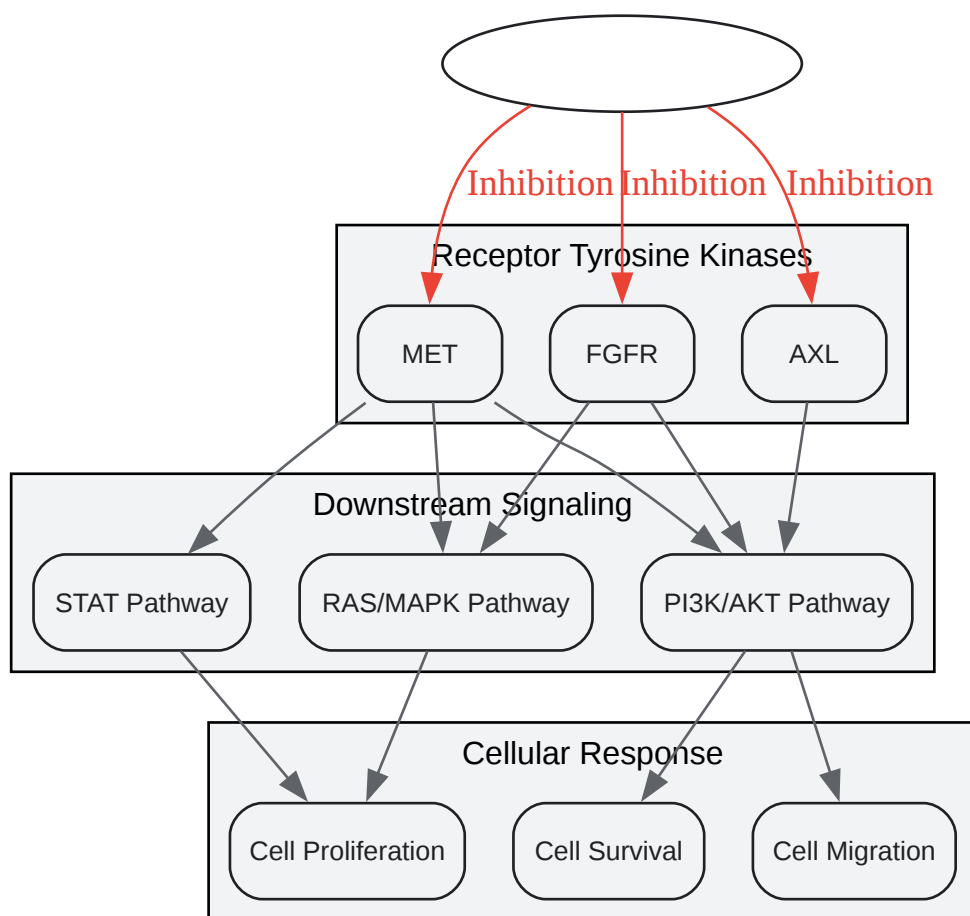 Inhibition Inhibition Inhibition
Receptor Tyrosine Kinases
MET FGFR AXL
Downstream Signaling
STAT Pathway RAS/MAPK Pathway PI3K/AKT Pathway
Cellular Response
Cell Proliferation Cell Survival Cell Migration